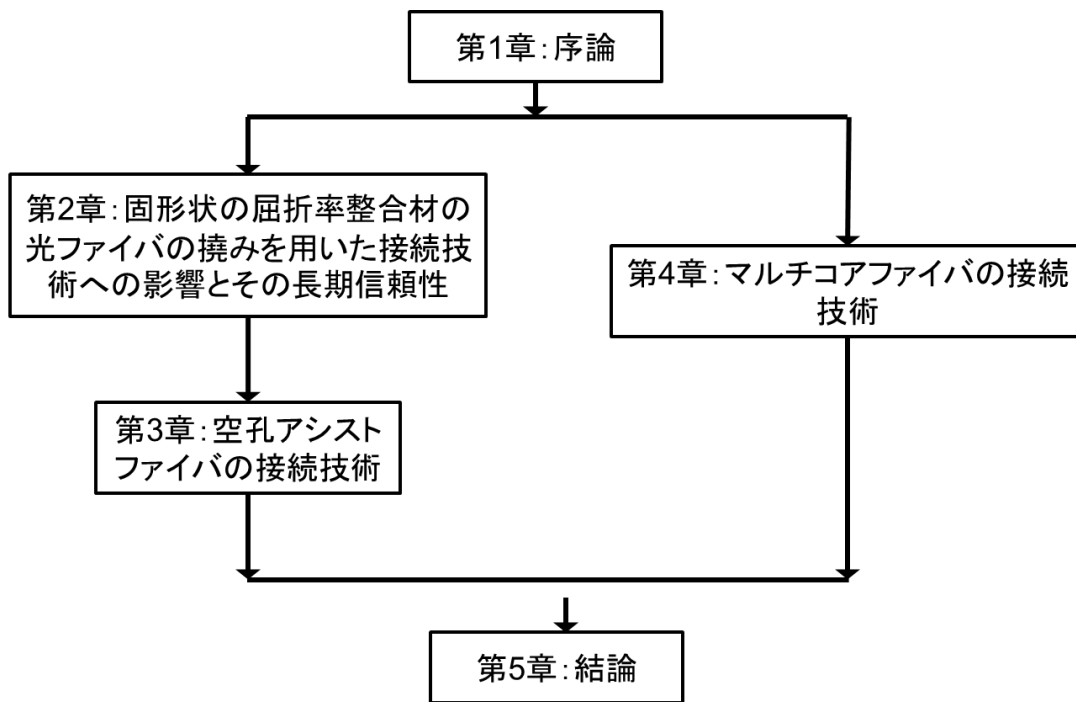 第1章：序論
第2章：固形状の屈折率整合材の
光ファイバの撓みを用いた接続技
術への影響とその長期信頼性
第4章：マルチコアファイバの接続
技術
第3章：空孔アシスト
ファイバの接続技術
第5章：結論